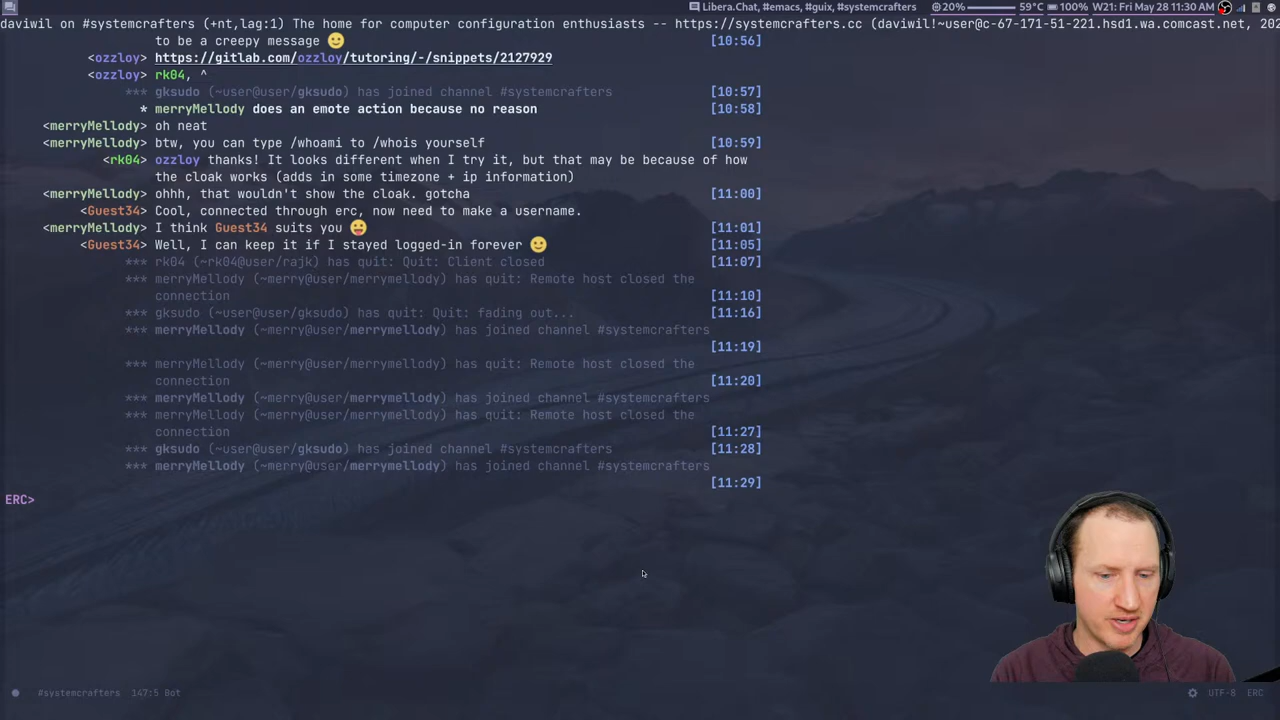 Libera.Chat, #emacs, #guix, #systemcrafters 20% 59°C 100% W21: Fri May 28 11:30 AM
daviwil on #systemcrafters (+nt,lag:1) The home for computer configuration enthusiasts -- https://systemcrafters.cc (daviwil!~user@c-67-171-51-221.hsd1.wa.comcast.net, 202
to be a creepy message 🙂 [10:56]
<ozzloy> https://gitlab.com/ozzloy/tutoring/-/snippets/2127929
<ozzloy> rk04, ^
*** gksudo (~user@user/gksudo) has joined channel #systemcrafters [10:57]
* merryMellody does an emote action because no reason [10:58]
<merryMellody> oh neat
<merryMellody> btw, you can type /whoami to /whois yourself [10:59]
<rk04> ozzloy thanks! It looks different when I try it, but that may be because of how
the cloak works (adds in some timezone + ip information)
<merryMellody> ohhh, that wouldn't show the cloak. gotcha [11:00]
<Guest34> Cool, connected through erc, now need to make a username.
<merryMellody> I think Guest34 suits you 😛 [11:01]
<Guest34> Well, I can keep it if I stayed logged-in forever 🙂 [11:05]
*** rk04 (~rk04@user/rajk) has quit: Quit: Client closed [11:07]
*** merryMellody (~merry@user/merrymellody) has quit: Remote host closed the
connection [11:10]
*** gksudo (~user@user/gksudo) has quit: Quit: fading out... [11:16]
*** merryMellody (~merry@user/merrymellody) has joined channel #systemcrafters
[11:19]
*** merryMellody (~merry@user/merrymellody) has quit: Remote host closed the
connection [11:20]
*** merryMellody (~merry@user/merrymellody) has joined channel #systemcrafters
*** merryMellody (~merry@user/merrymellody) has quit: Remote host closed the
connection [11:27]
*** gksudo (~user@user/gksudo) has joined channel #systemcrafters [11:28]
*** merryMellody (~merry@user/merrymellody) has joined channel #systemcrafters
[11:29]
ERC>
#systemcrafters 147:5 Bot UTF-8 ERC